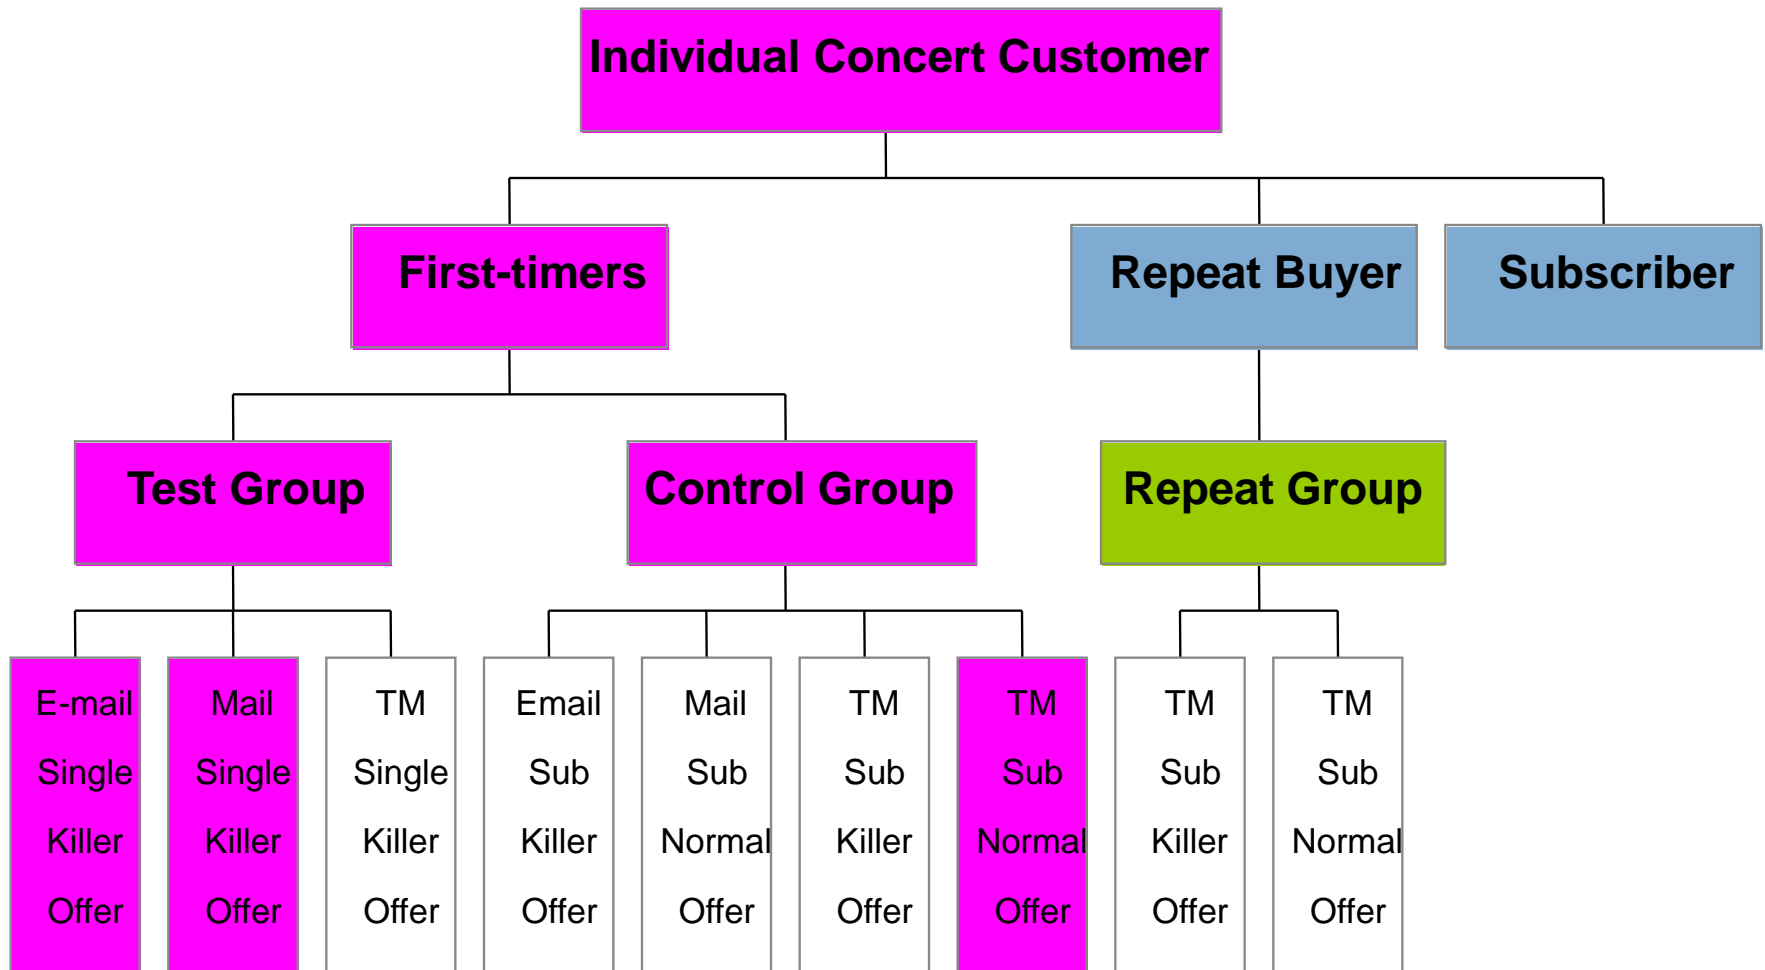 Individual Concert Customer
First-timers
Repeat Buyer
Subscriber
Test Group
Control Group
Repeat Group
E-mail
Single
Killer
Offer
Mail
Single
Killer
Offer
TM
Single
Killer
Offer
Email
Sub
Killer
Offer
Mail
Sub
Normal
Offer
TM
Sub
Killer
Offer
TM
Sub
Normal
Offer
TM
Sub
Killer
Offer
TM
Sub
Normal
Offer